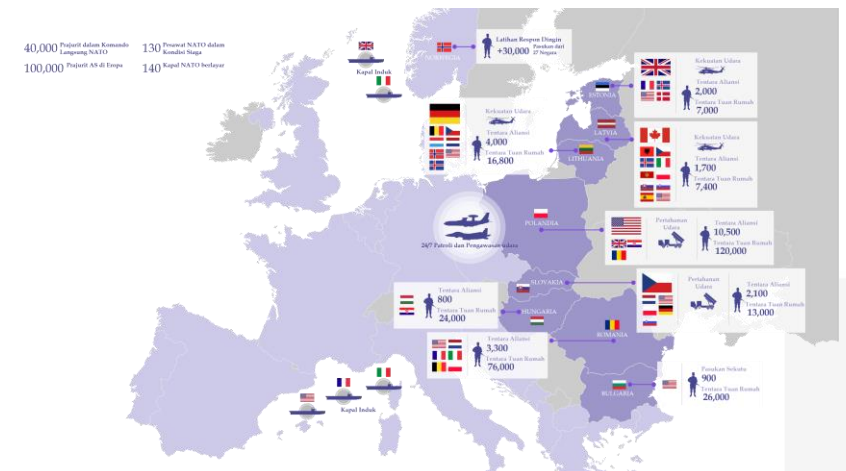 40,000 Prajurit dalam Komando
Langsung NATO
130 Pesawat NATO dalam
Kondisi Siaga
100,000 Prajurit AS di Eropa
140 Kapal NATO berlayar
NORWEGIA
Latihan Respon Dingin
+30,000 Pasukan dari
27 Negara
Kapal Induk
ESTONIA
Kekuatan Udara
Tentara Aliansi
2,000
Tentara Tuan Rumah
7,000
LATVIA
Kekuatan Udara
Tentara Aliansi
1,700
Tentara Tuan Rumah
7,400
LITHUANIA
Kekuatan Udara
Tentara Aliansi
4,000
Tentara Tuan Rumah
16,800
24/7 Patroli dan Pengawasan Udara
POLANDIA
Pertahanan
Udara
Tentara Aliansi
10,500
Tentara Tuan Rumah
120,000
SLOVAKIA
Pertahanan
Udara
Tentara Aliansi
2,100
Tentara Tuan Rumah
13,000
HUNGARIA
Tentara Aliansi
800
Tentara Tuan Rumah
24,000
ROMANIA
Tentara Aliansi
3,300
Tentara Tuan Rumah
76,000
BULGARIA
Pasukan Sekutu
900
Tentara Tuan Rumah
26,000
Kapal Induk